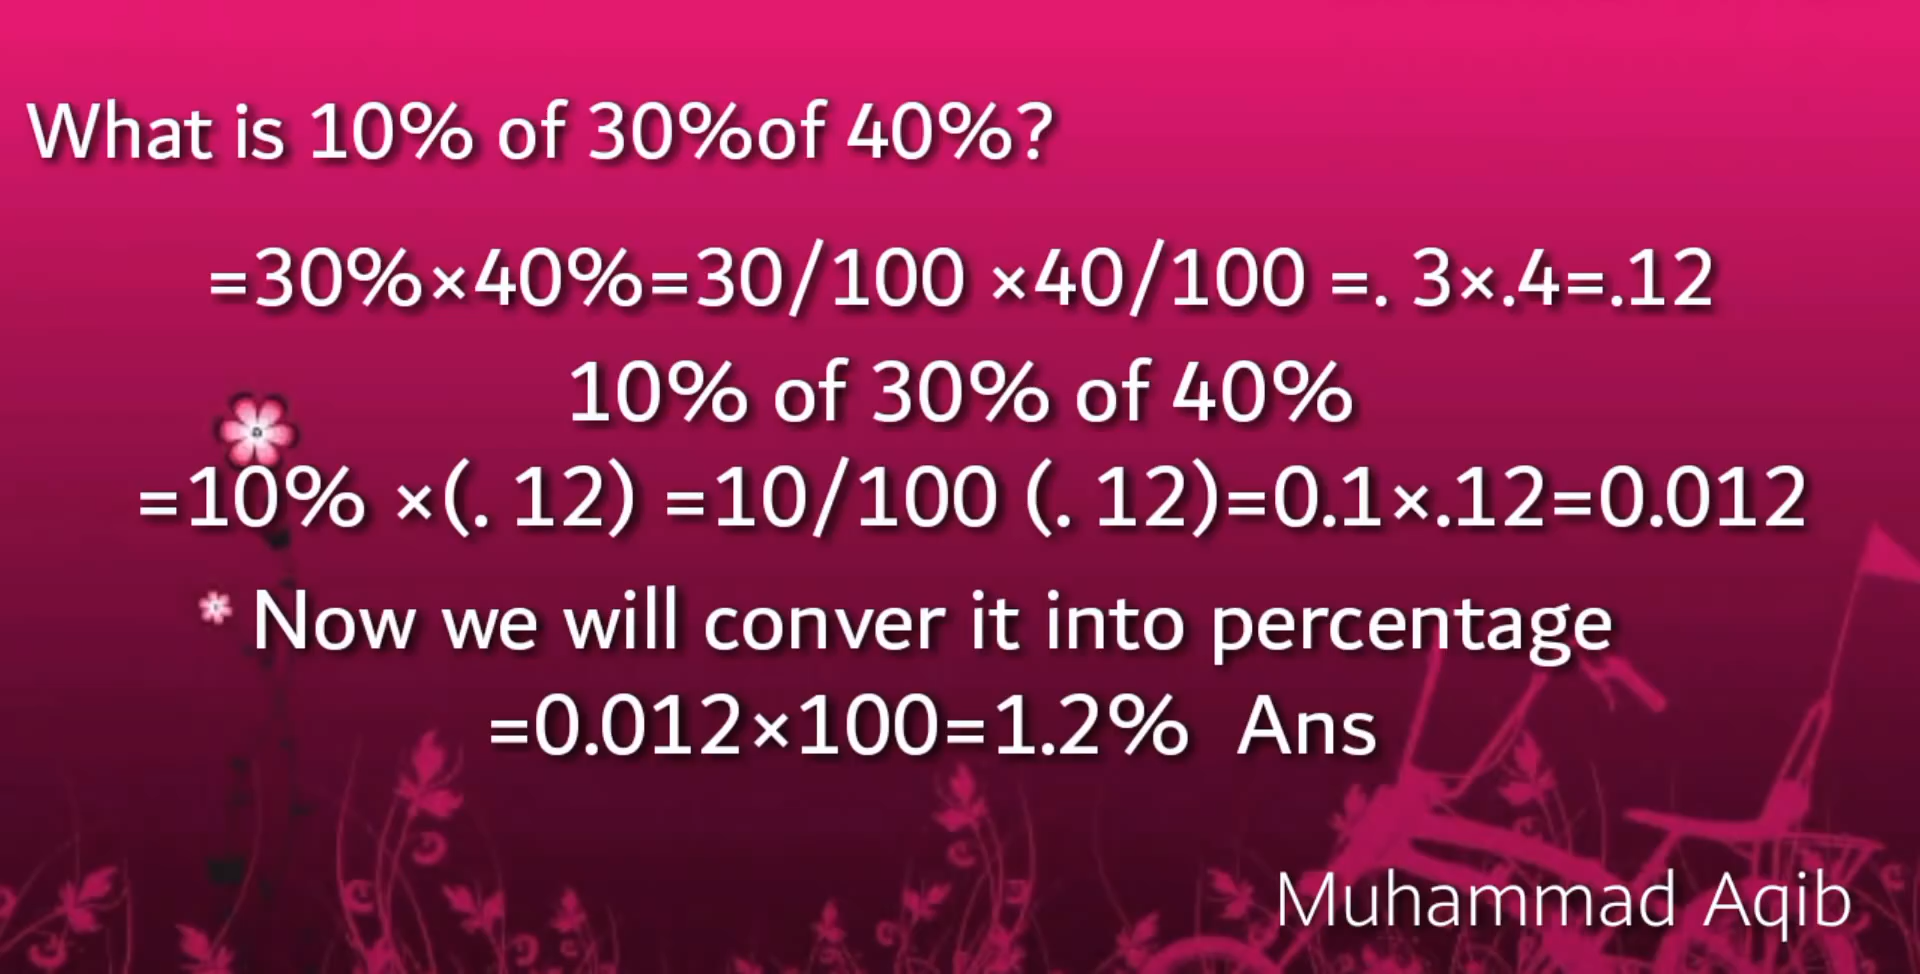 What is 10% of 30%of 40%?
=30%×40%=30/100 ×40/100 =. 3×.4=.12
10% of 30% of 40%
=10% ×(. 12) =10/100 (. 12)=0.1×.12=0.012
* Now we will conver it into percentage
=0.012×100=1.2% Ans
Muhammad Aqib